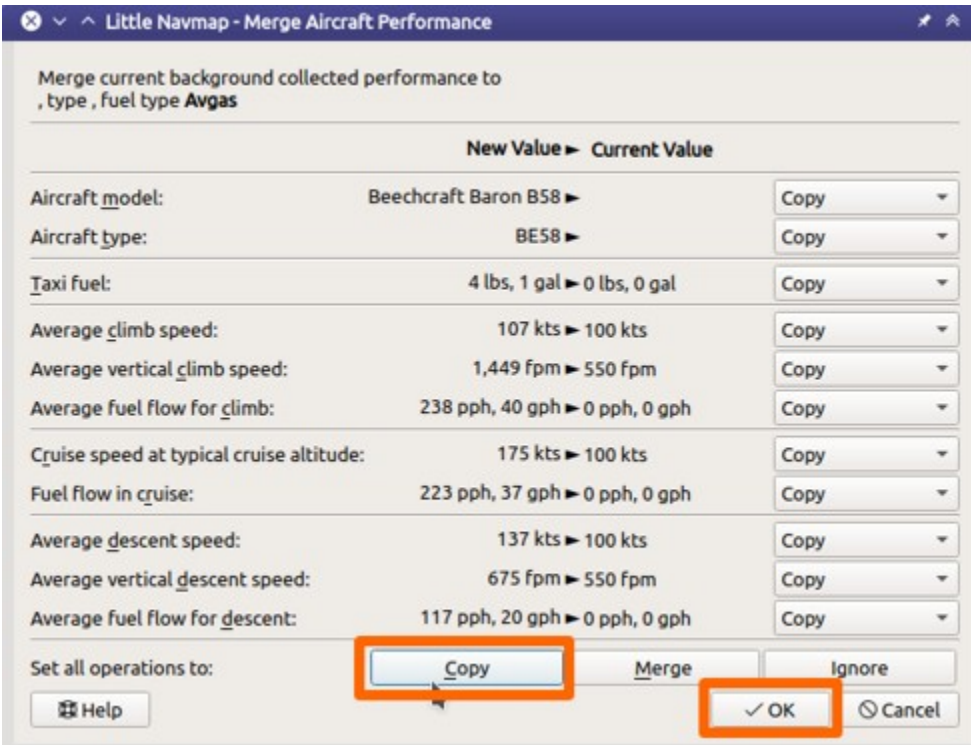 Little Navmap - Merge Aircraft Performance
Merge current background collected performance to
, type , fuel type Avgas
New Value ► Current Value
Aircraft model: Beechcraft Baron B58 ► Copy
Aircraft type: BE58 ► Copy
Taxi fuel: 4 lbs, 1 gal ► 0 lbs, 0 gal Copy
Average climb speed: 107 kts ► 100 kts Copy
Average vertical climb speed: 1,449 fpm ► 550 fpm Copy
Average fuel flow for climb: 238 pph, 40 gph ► 0 pph, 0 gph Copy
Cruise speed at typical cruise altitude: 175 kts ► 100 kts Copy
Fuel flow in cruise: 223 pph, 37 gph ► 0 pph, 0 gph Copy
Average descent speed: 137 kts ► 100 kts Copy
Average vertical descent speed: 675 fpm ► 550 fpm Copy
Average fuel flow for descent: 117 pph, 20 gph ► 0 pph, 0 gph Copy
Set all operations to: Copy Merge Ignore
Help OK Cancel